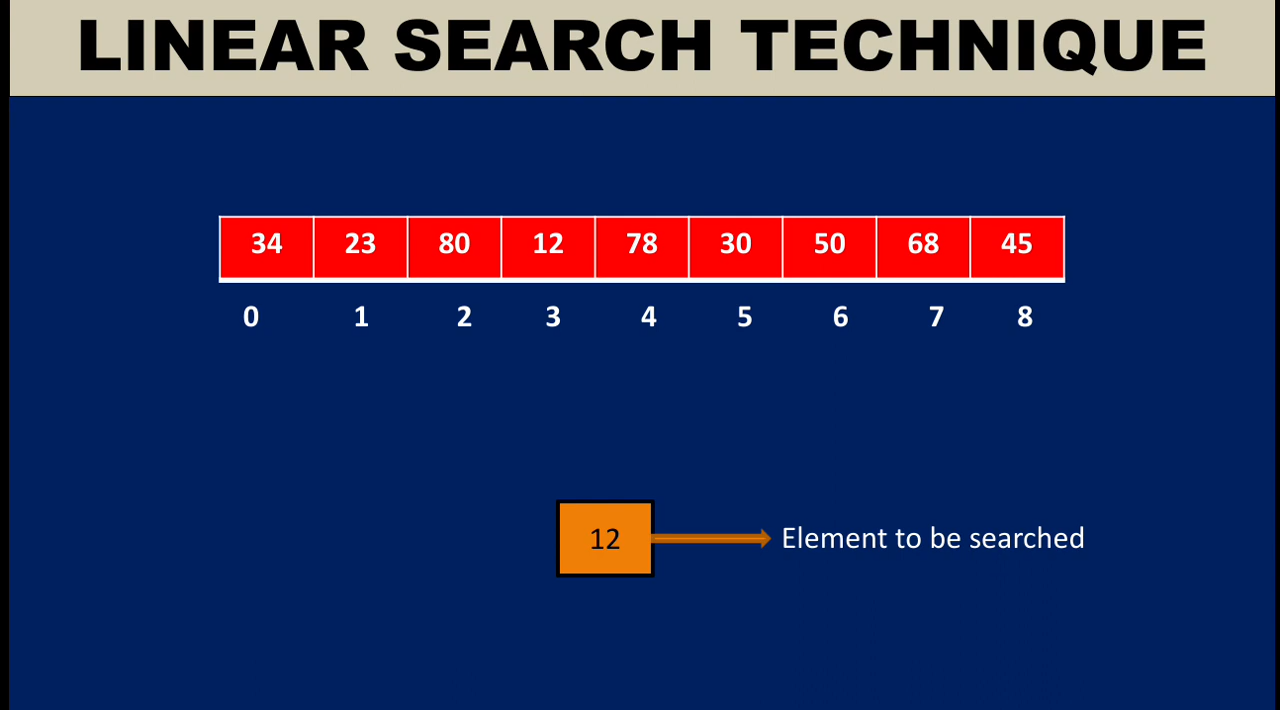 LINEAR SEARCH TECHNIQUE
34 23 80 12 78 30 50 68 45
0 1 2 3 4 5 6 7 8
12 Element to be searched